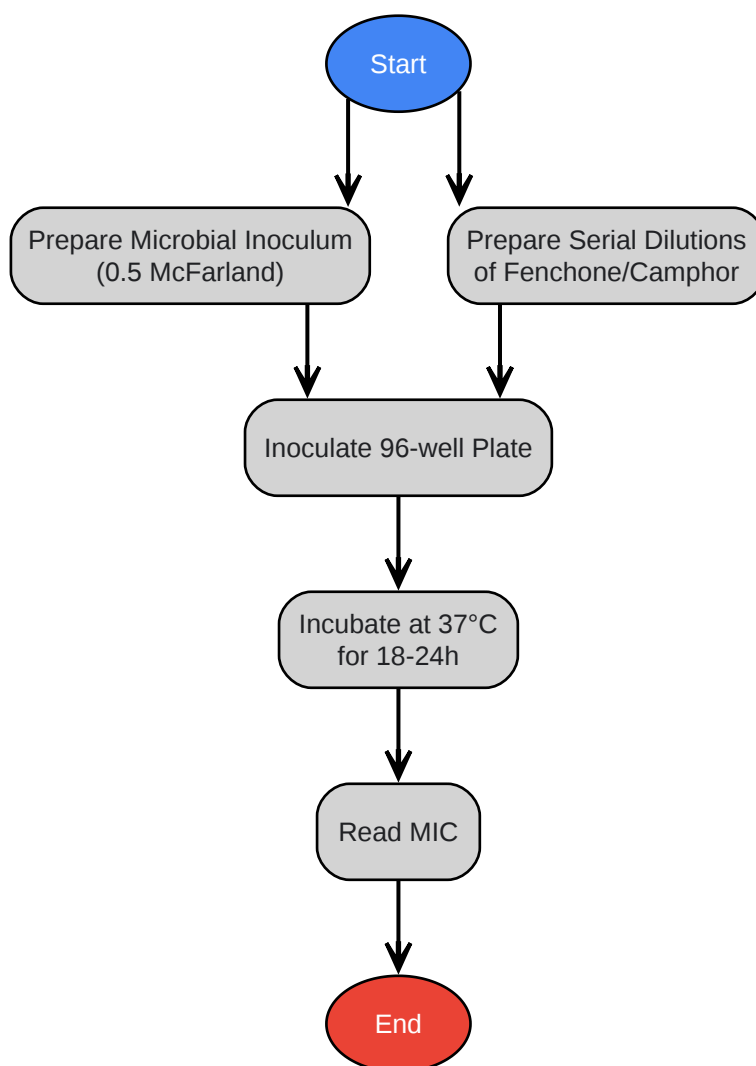 Start
Prepare Microbial Inoculum
(0.5 McFarland)
Prepare Serial Dilutions
of Fenchone/Camphor
Inoculate 96-well Plate
Incubate at 37°C
for 18-24h
Read MIC
End